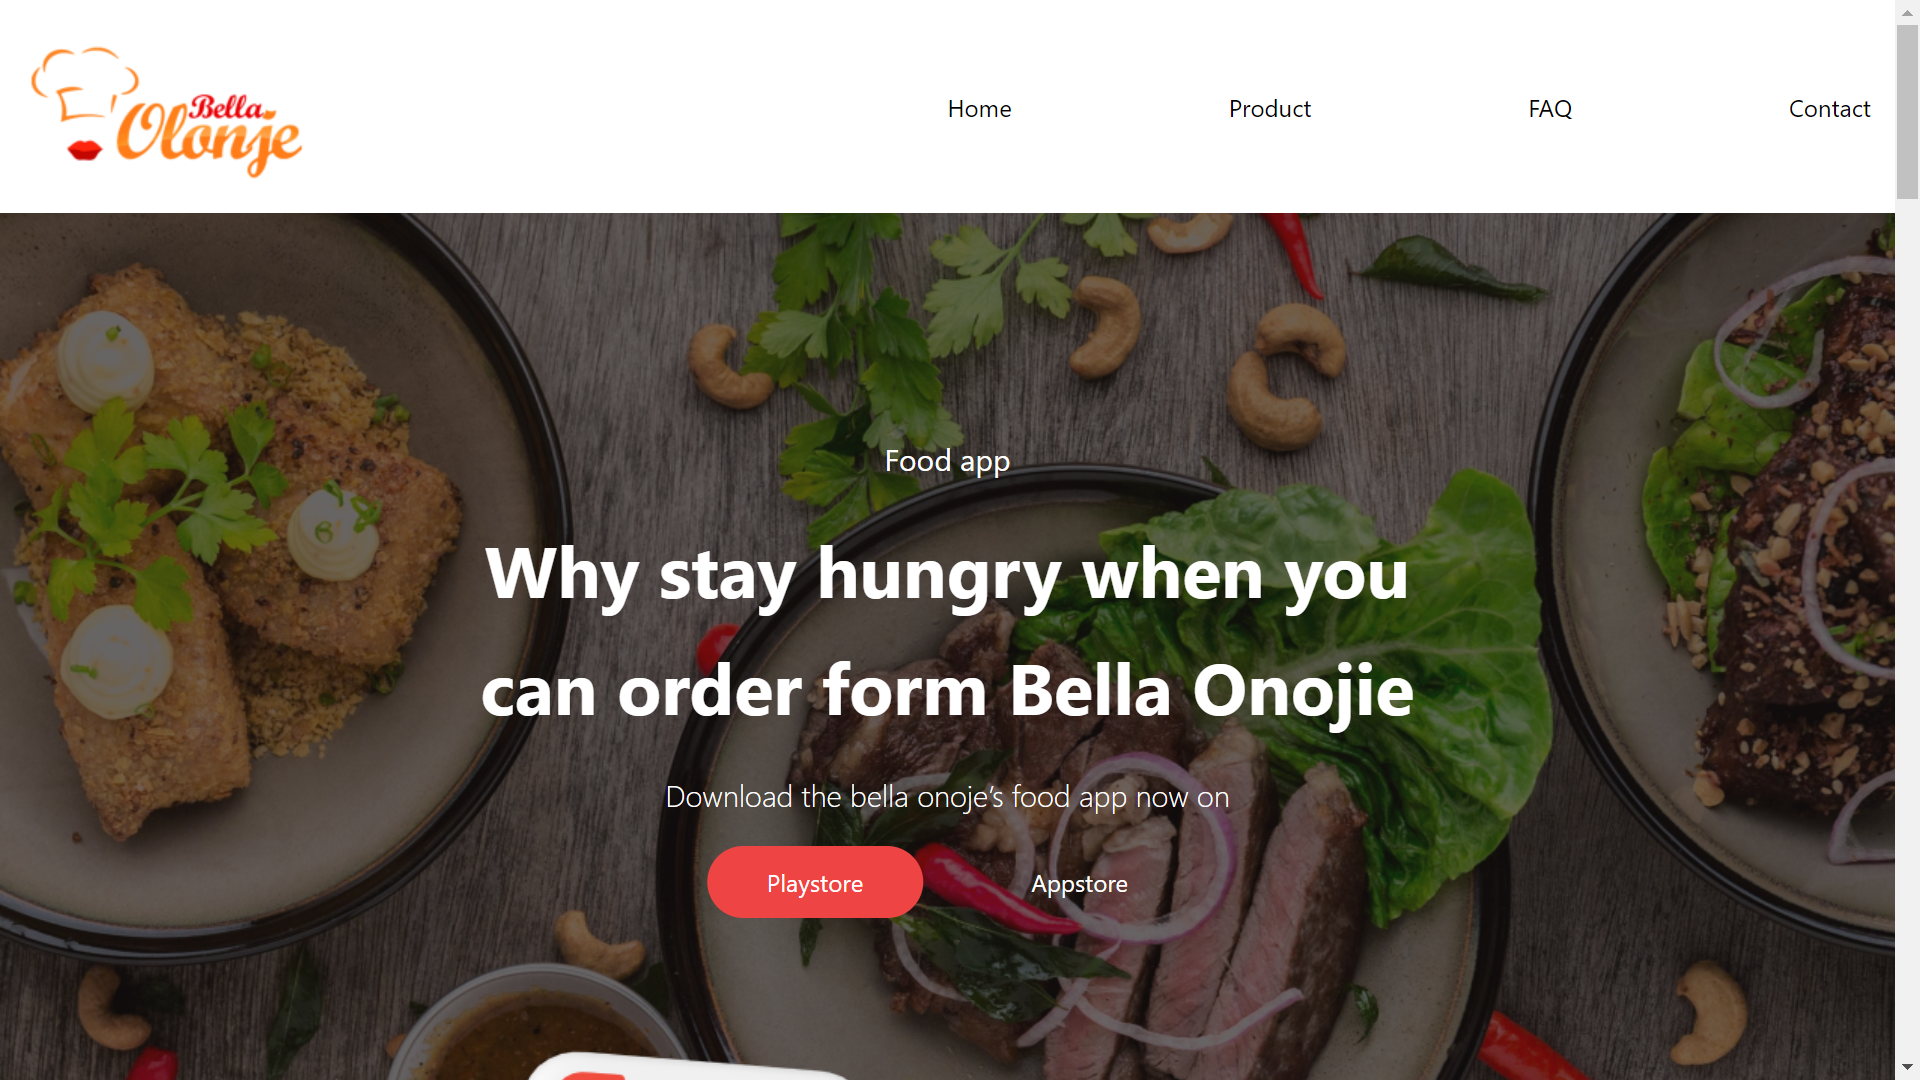 Bella
Olonje
Home
Product
FAQ
Contact
Food app
Why stay hungry when you
can order form Bella Onojie
Download the bella onoje’s food app now on
Playstore
Appstore